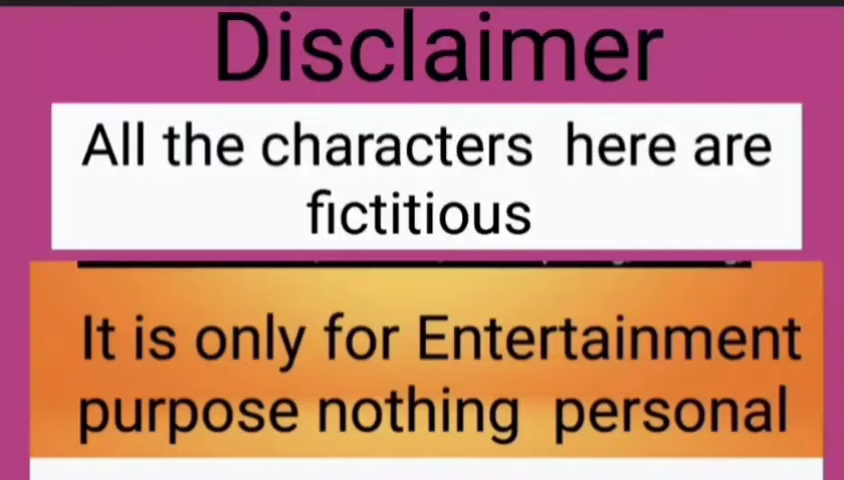 Disclaimer
All the characters here are
fictitious
It is only for Entertainment
purpose nothing personal